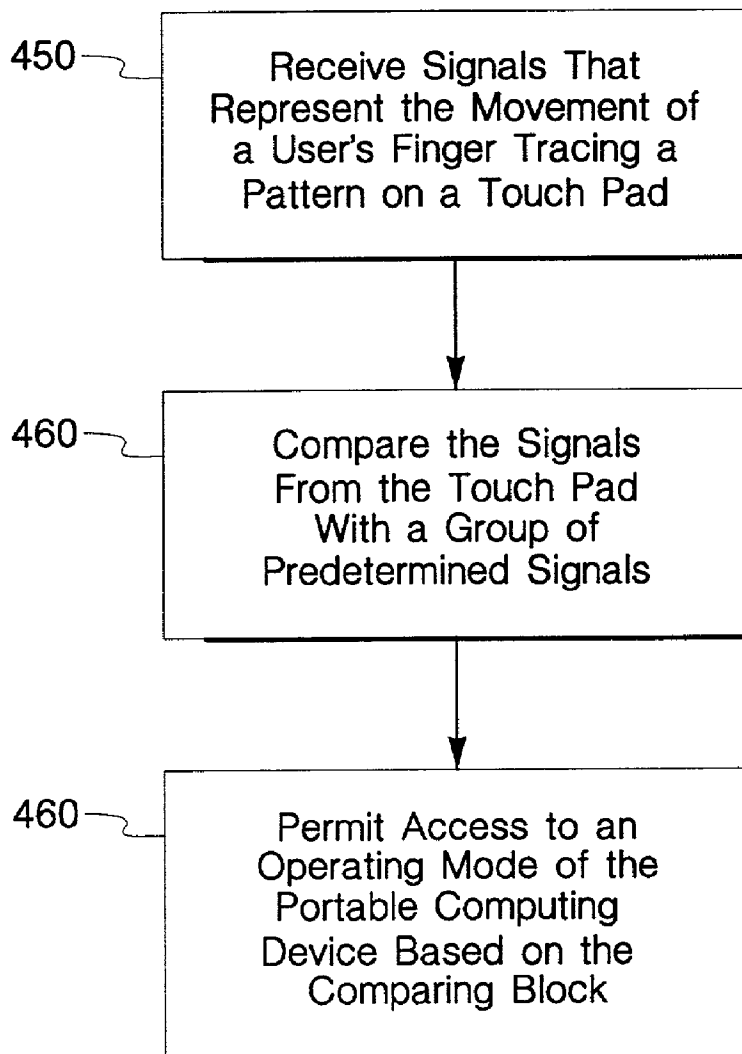 450
Receive Signals That
Represent the Movement of
a User's Finger Tracing a
Pattern on a Touch Pad
460
Compare the Signals
From the Touch Pad
With a Group of
Predetermined Signals
460
Permit Access to an
Operating Mode of the
Portable Computing
Device Based on the
Comparing Block